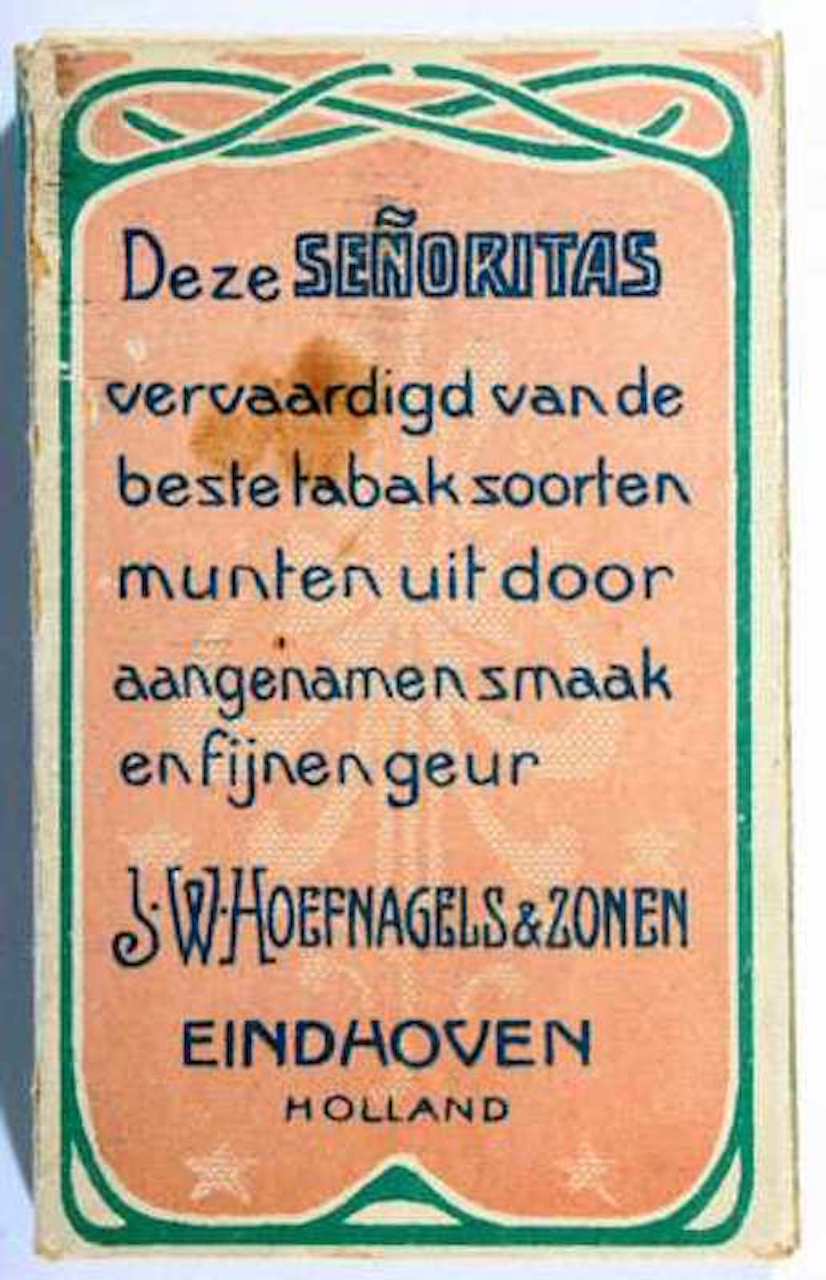 Deze SEÑORITAS
vervaardigd van de
beste tabak soorten
munten uit door
aangenamen smaak
en fijnen geur
J.W. HOEFNAGELS & ZONEN
EINDHOVEN
HOLLAND